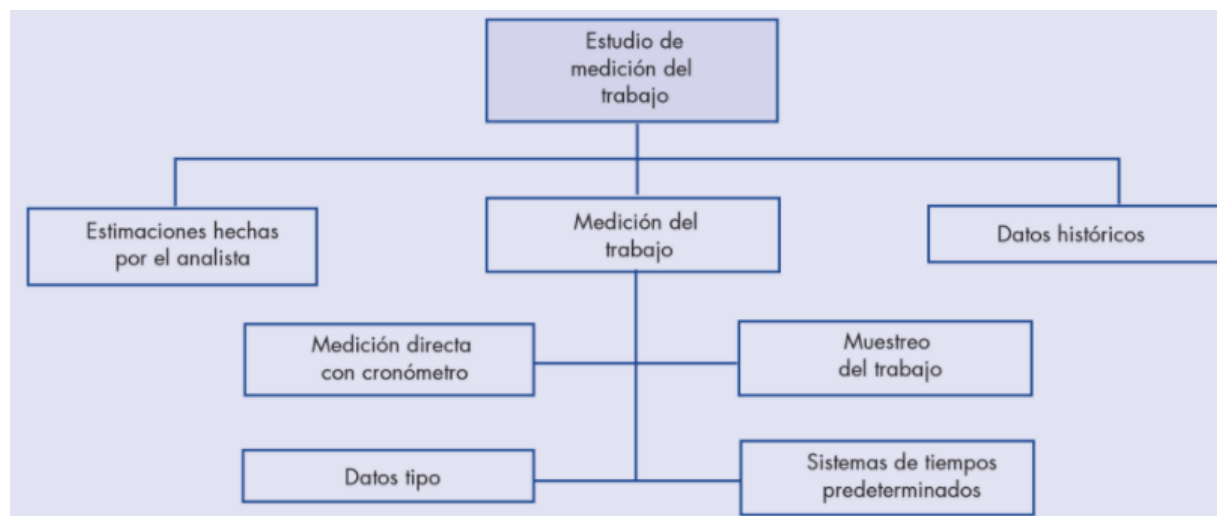 Estudio de
medición del
trabajo
Estimaciones hechas
por el analista
Medición del
trabajo
Datos históricos
Medición directa
con cronómetro
Muestreo
del trabajo
Datos tipo
Sistemas de tiempos
predeterminados